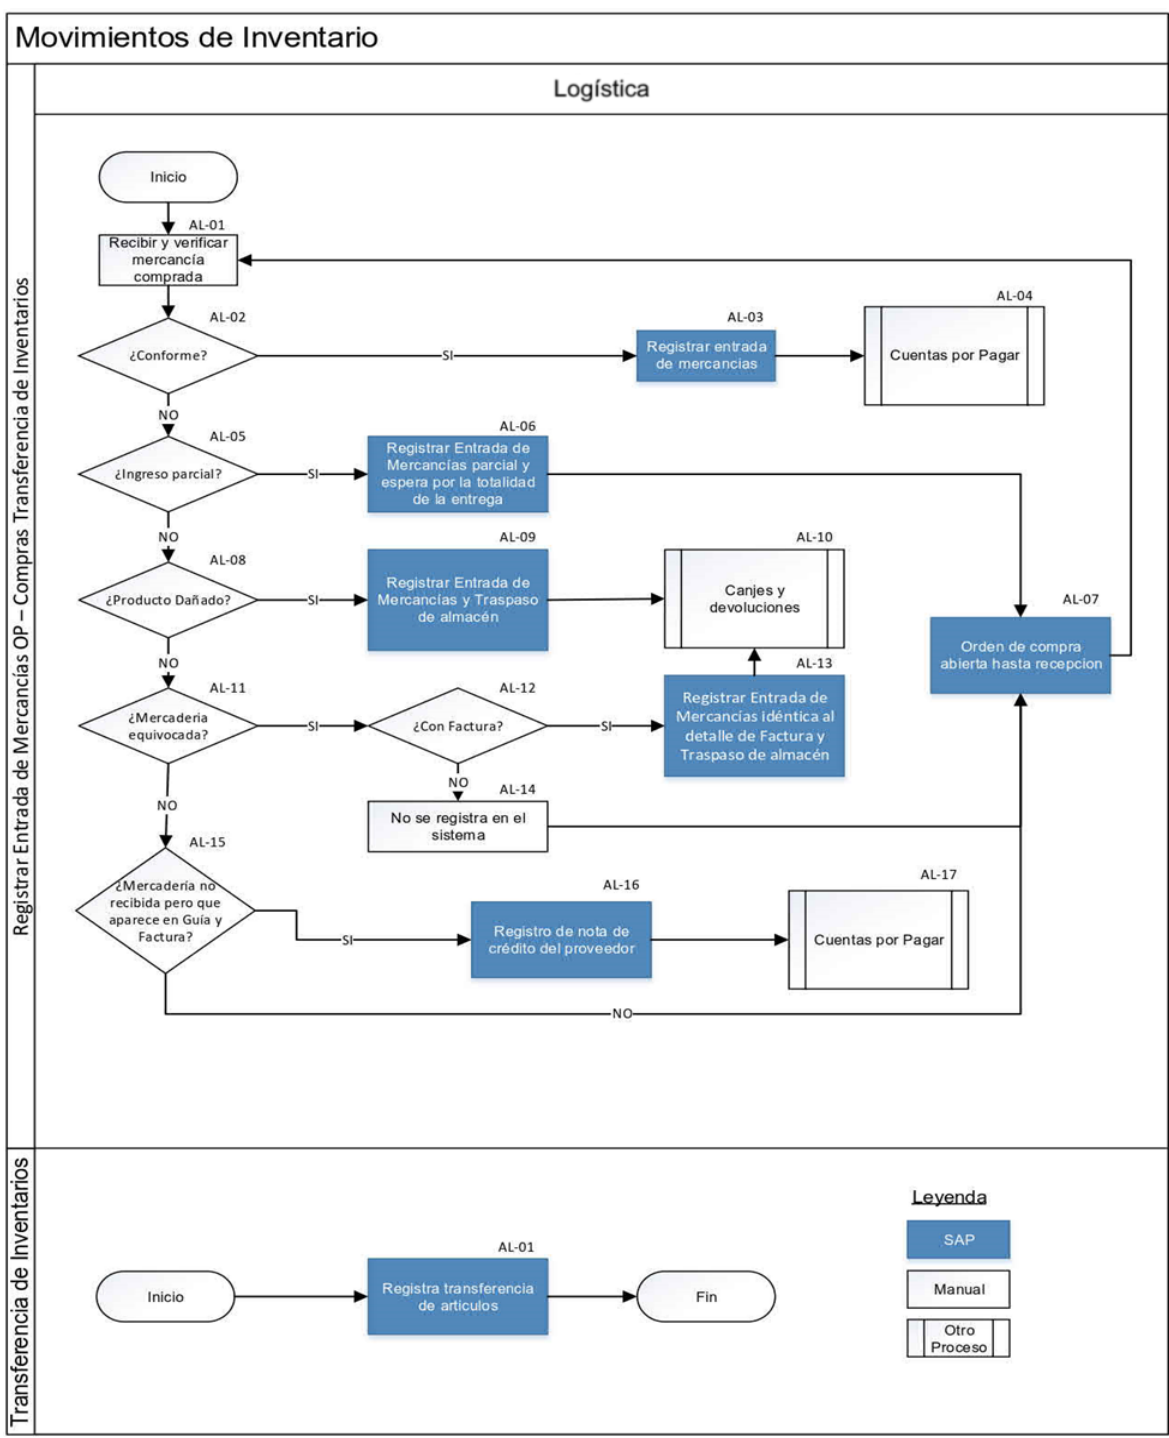 Movimientos de Inventario
Logística
Registrar Entrada de Mercancías OP – Compras Transferencia de Inventarios
Inicio
AL-01
Recibir y verificar
mercancía
comprada
AL-02
¿Conforme?
SI
AL-03
Registrar entrada
de mercancias
AL-04
Cuentas por Pagar
NO
AL-05
¿Ingreso parcial?
SI
AL-06
Registrar Entrada de
Mercancías parcial y
espera por la totalidad
de la entrega
NO
AL-08
¿Producto Dañado?
SI
AL-09
Registrar Entrada de
Mercancías y Traspaso
de almacén
AL-10
Canjes y
devoluciones
AL-07
Orden de compra
abierta hasta recepcion
NO
AL-11
¿Mercaderia
equivocada?
SI
AL-12
¿Con Factura?
SI
AL-13
Registrar Entrada de
Mercancías idéntica al
detalle de Factura y
Traspaso de almacén
NO
AL-14
No se registra en el
sistema
NO
AL-15
¿Mercadería no
recibida pero que
aparece en Guía y
Factura?
SI
AL-16
Registro de nota de
crédito del proveedor
AL-17
Cuentas por Pagar
NO
Transferencia de Inventarios
Inicio
AL-01
Registra transferencia
de articulos
Fin
Leyenda
SAP
Manual
Otro
Proceso